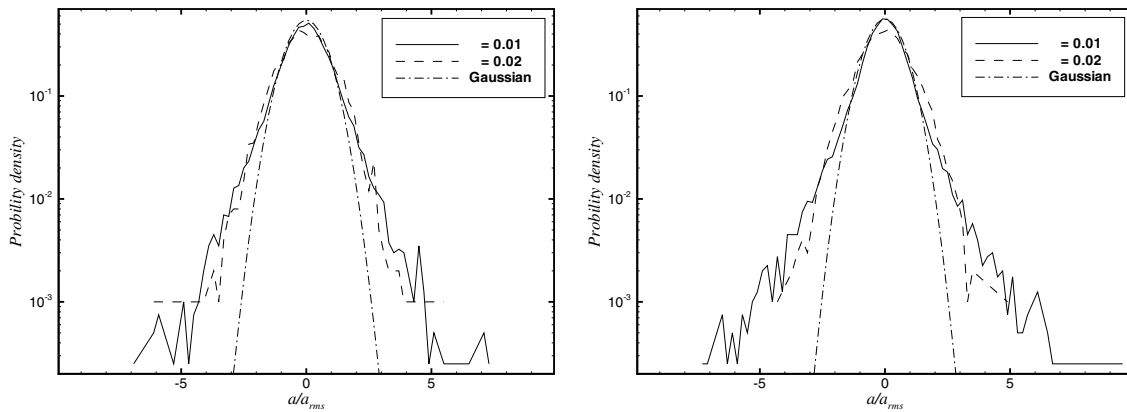 = 0.01
= 0.02
Gaussian
10^-1
10^-2
10^-3
Probility density
-5
0
5
a/a_rms
= 0.01
= 0.02
Gaussian
10^-1
10^-2
10^-3
Probility density
-5
0
5
a/a_rms